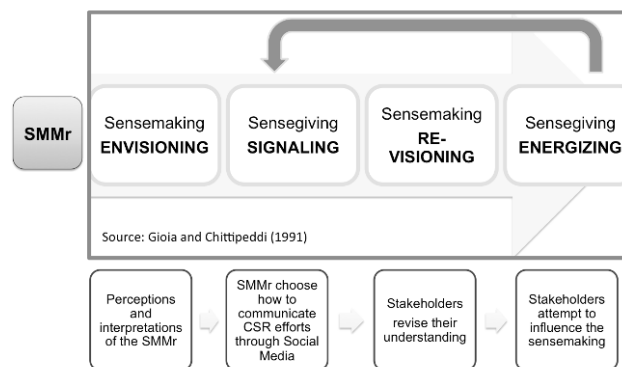 SMMr
Sensemaking
ENVISIONING
Sensegiving
SIGNALING
Sensemaking
RE-
VISIONING
Sensegiving
ENERGIZING
Source: Gioia and Chittipeddi (1991)
Perceptions
and
interpretations
of the SMMr
SMMr choose
how to
communicate
CSR efforts
through Social
Media
Stakeholders
revise their
understanding
Stakeholders
attempt to
influence the
sensemaking